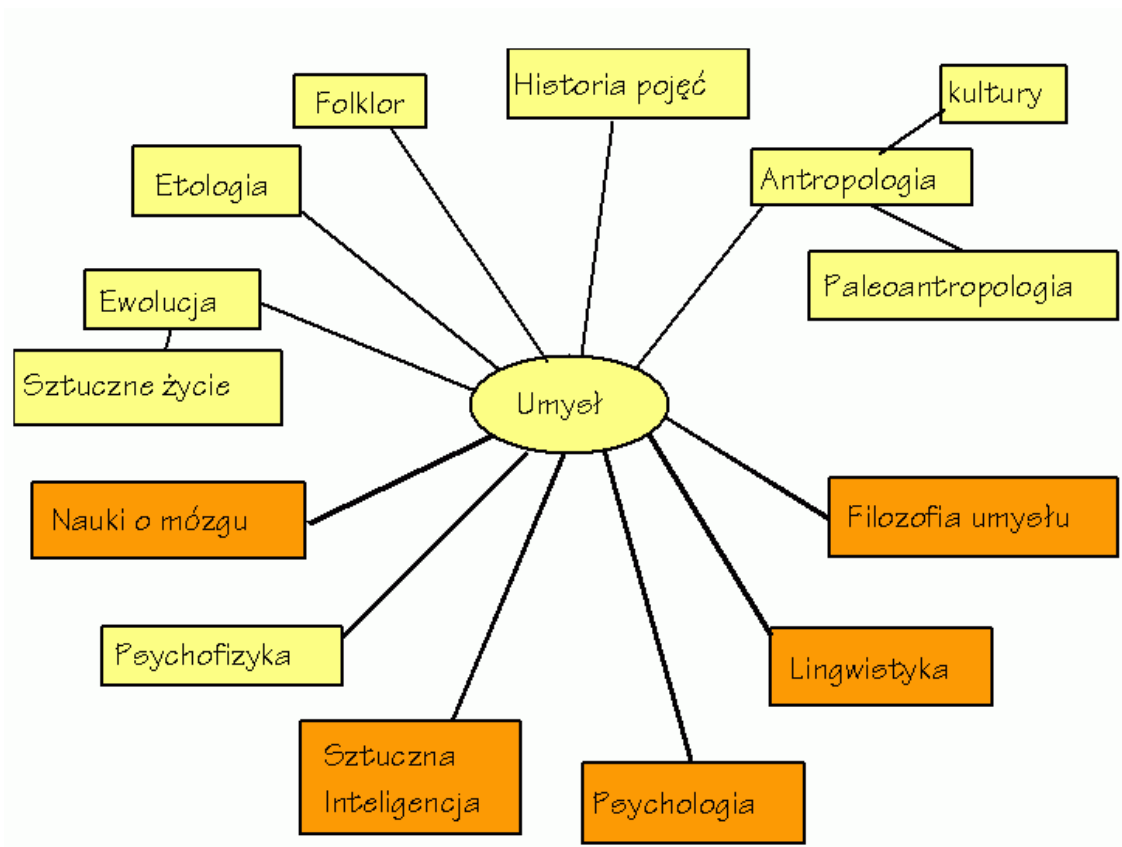 Historia pojęć
kultury
Folklor
Antropologia
Etologia
Paleoantropologia
Ewolucja
Sztuczne życie
Umysł
Nauki o mózgu
Filozofia umysłu
Psychofizyka
Lingwistyka
Sztuczna
Inteligencja
Psychologia